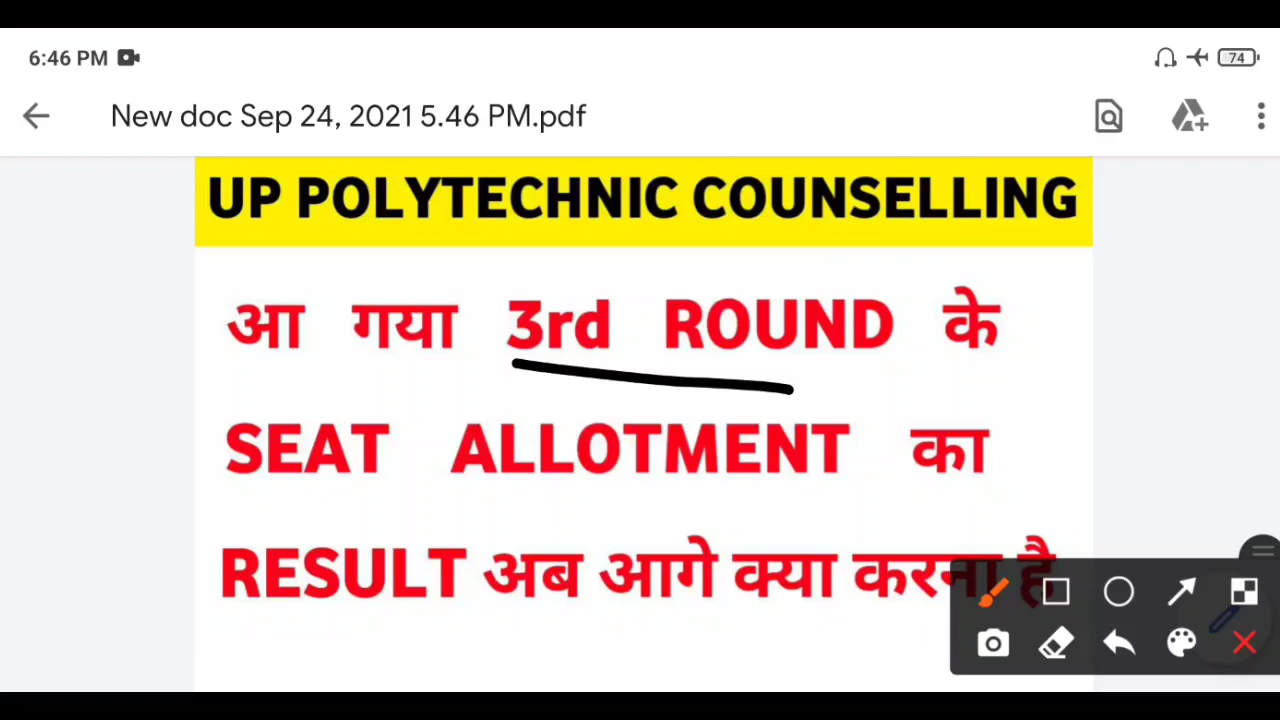 6:46 PM 74
New doc Sep 24, 2021 5.46 PM.pdf
UP POLYTECHNIC COUNSELLING
आ गया 3rd ROUND के
SEAT ALLOTMENT का
RESULT अब आगे क्या करना है